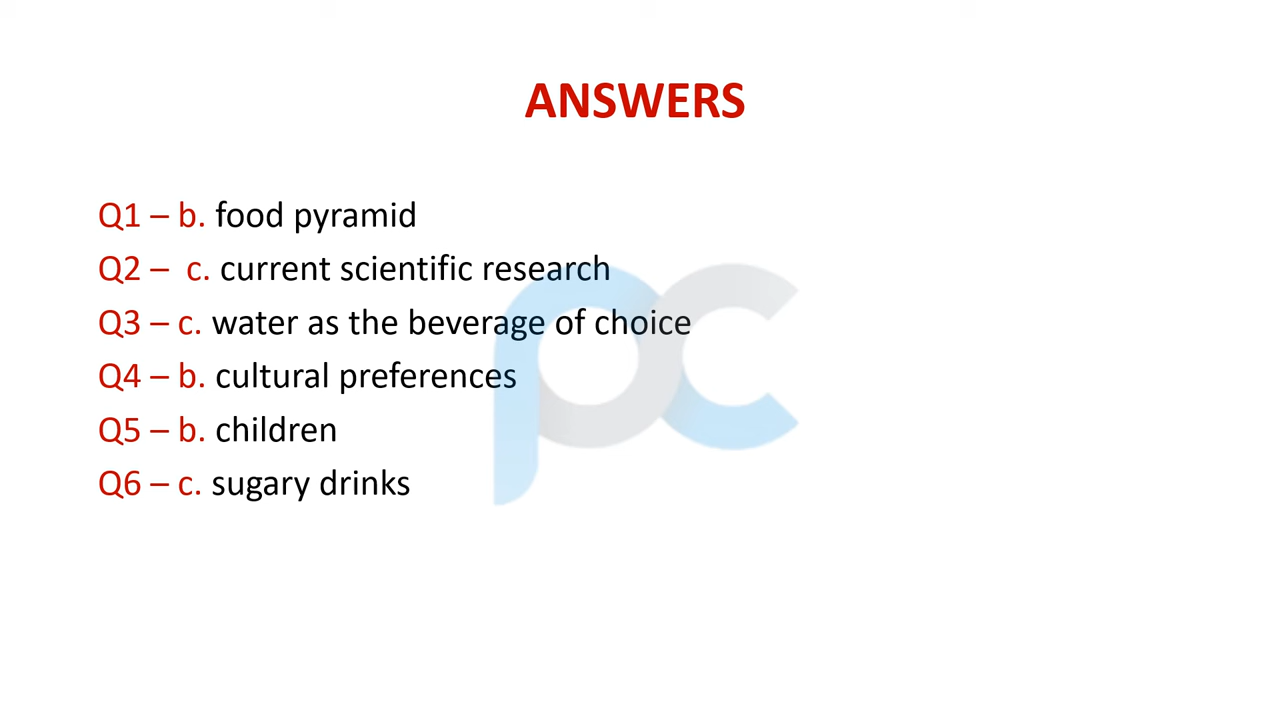 ANSWERS
Q1 – b. food pyramid
Q2 – c. current scientific research
Q3 – c. water as the beverage of choice
Q4 – b. cultural preferences
Q5 – b. children
Q6 – c. sugary drinks
pc